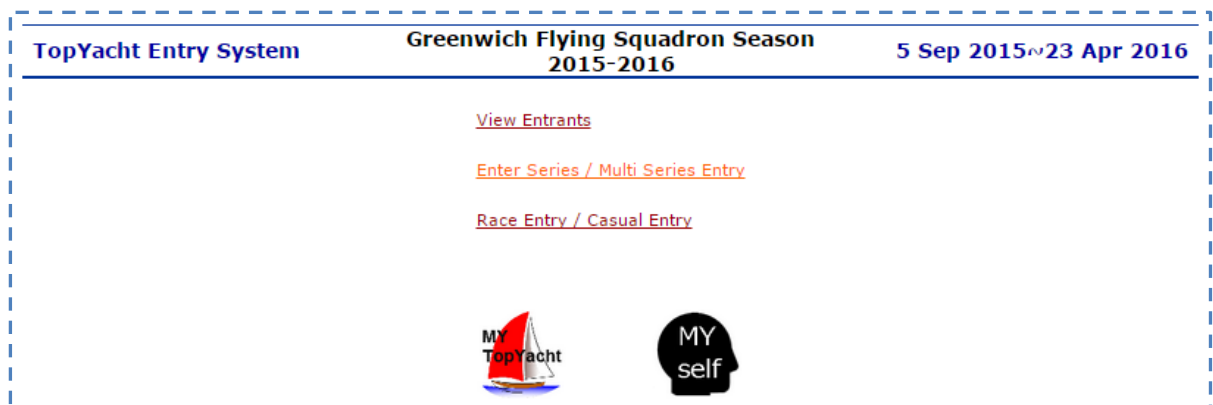 TopYacht Entry System
Greenwich Flying Squadron Season
2015-2016
5 Sep 2015~23 Apr 2016
View Entrants
Enter Series / Multi Series Entry
Race Entry / Casual Entry
MY
TopYacht
MY
self